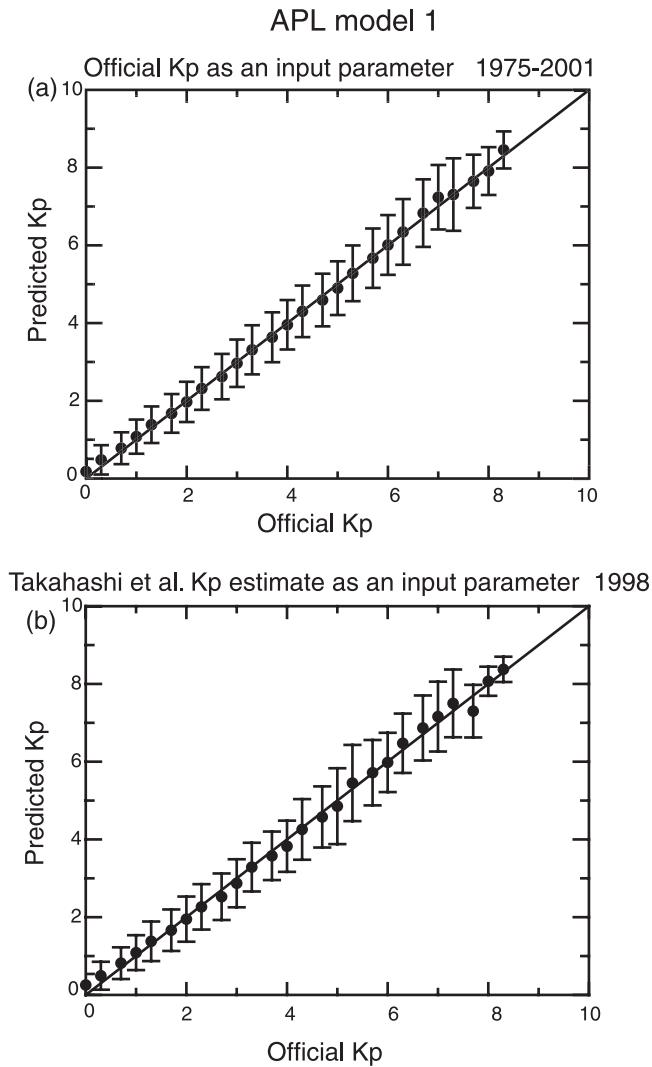 APL model 1
Official Kp as an input parameter 1975-2001
(a)
10
8
6
4
2
0
Predicted Kp
0 2 4 6 8 10
Official Kp
Takahashi et al. Kp estimate as an input parameter 1998
(b)
10
8
6
4
2
0
Predicted Kp
0 2 4 6 8 10
Official Kp